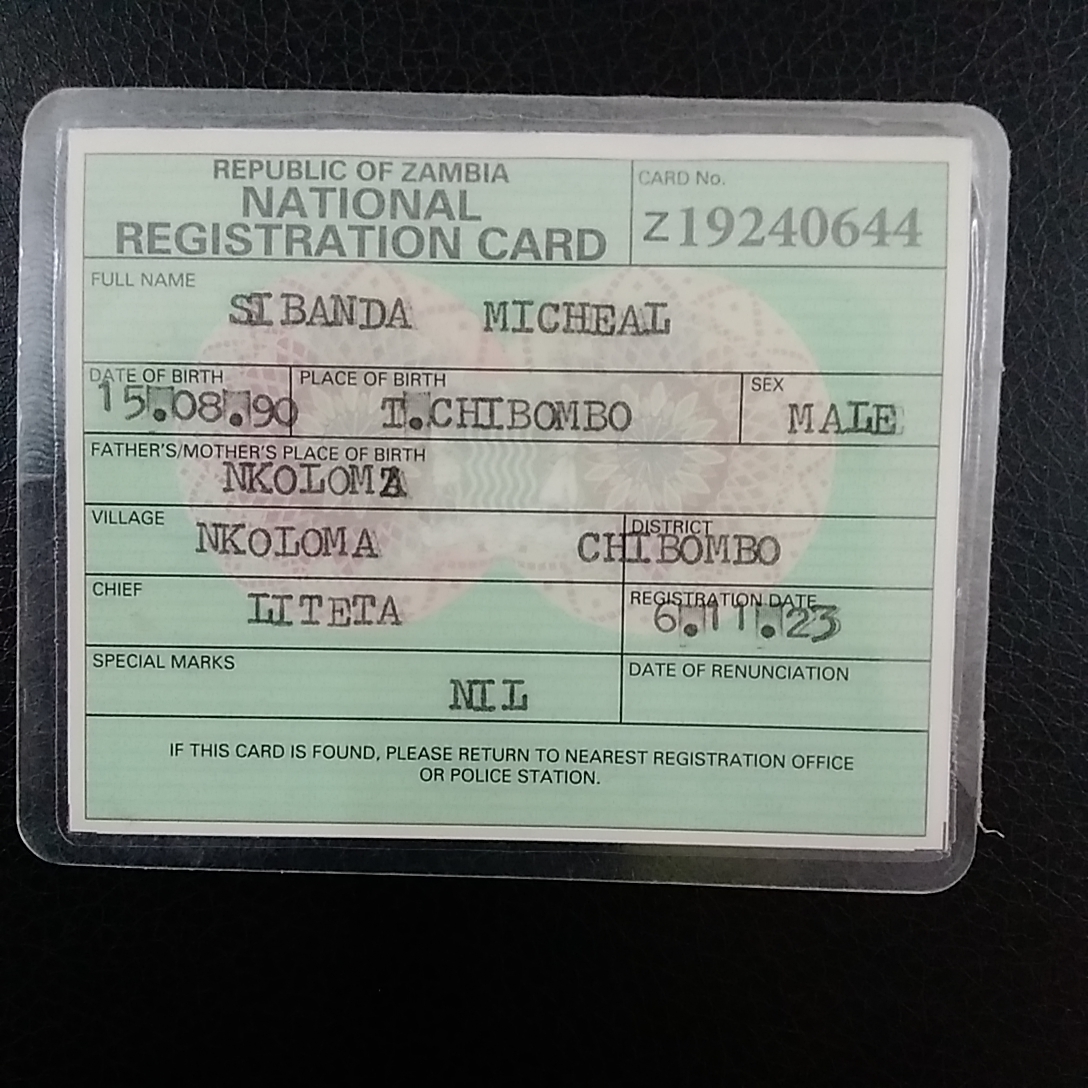 REPUBLIC OF ZAMBIA
NATIONAL
REGISTRATION CARD
CARD No.
Z19240644
FULL NAME
SIBANDA MICHEAL
DATE OF BIRTH
15.08.90
PLACE OF BIRTH
T.CHIBOMBO
SEX
MALE
FATHER'S/MOTHER'S PLACE OF BIRTH
NKOLOMA
VILLAGE
NKOLOMA
DISTRICT
CHIBOMBO
CHIEF
LITETA
REGISTRATION DATE
6.11.23
SPECIAL MARKS
NIL
DATE OF RENUNCIATION
IF THIS CARD IS FOUND, PLEASE RETURN TO NEAREST REGISTRATION OFFICE
OR POLICE STATION.